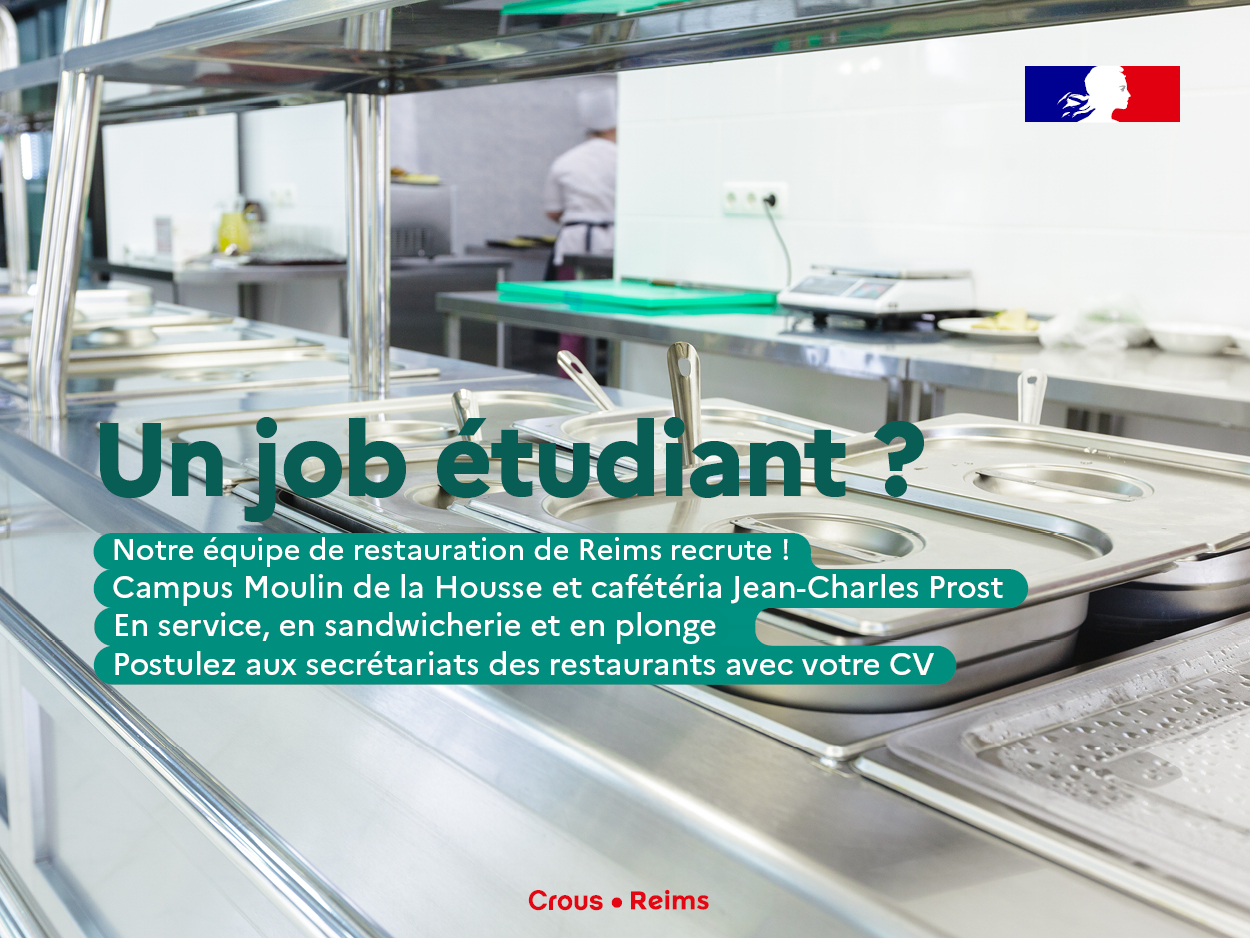 Un job étudiant ?
Notre équipe de restauration de Reims recrute !
Campus Moulin de la Housse et cafétéria Jean-Charles Prost
En service, en sandwicherie et en plonge
Postulez aux secrétariats des restaurants avec votre CV
Crous • Reims